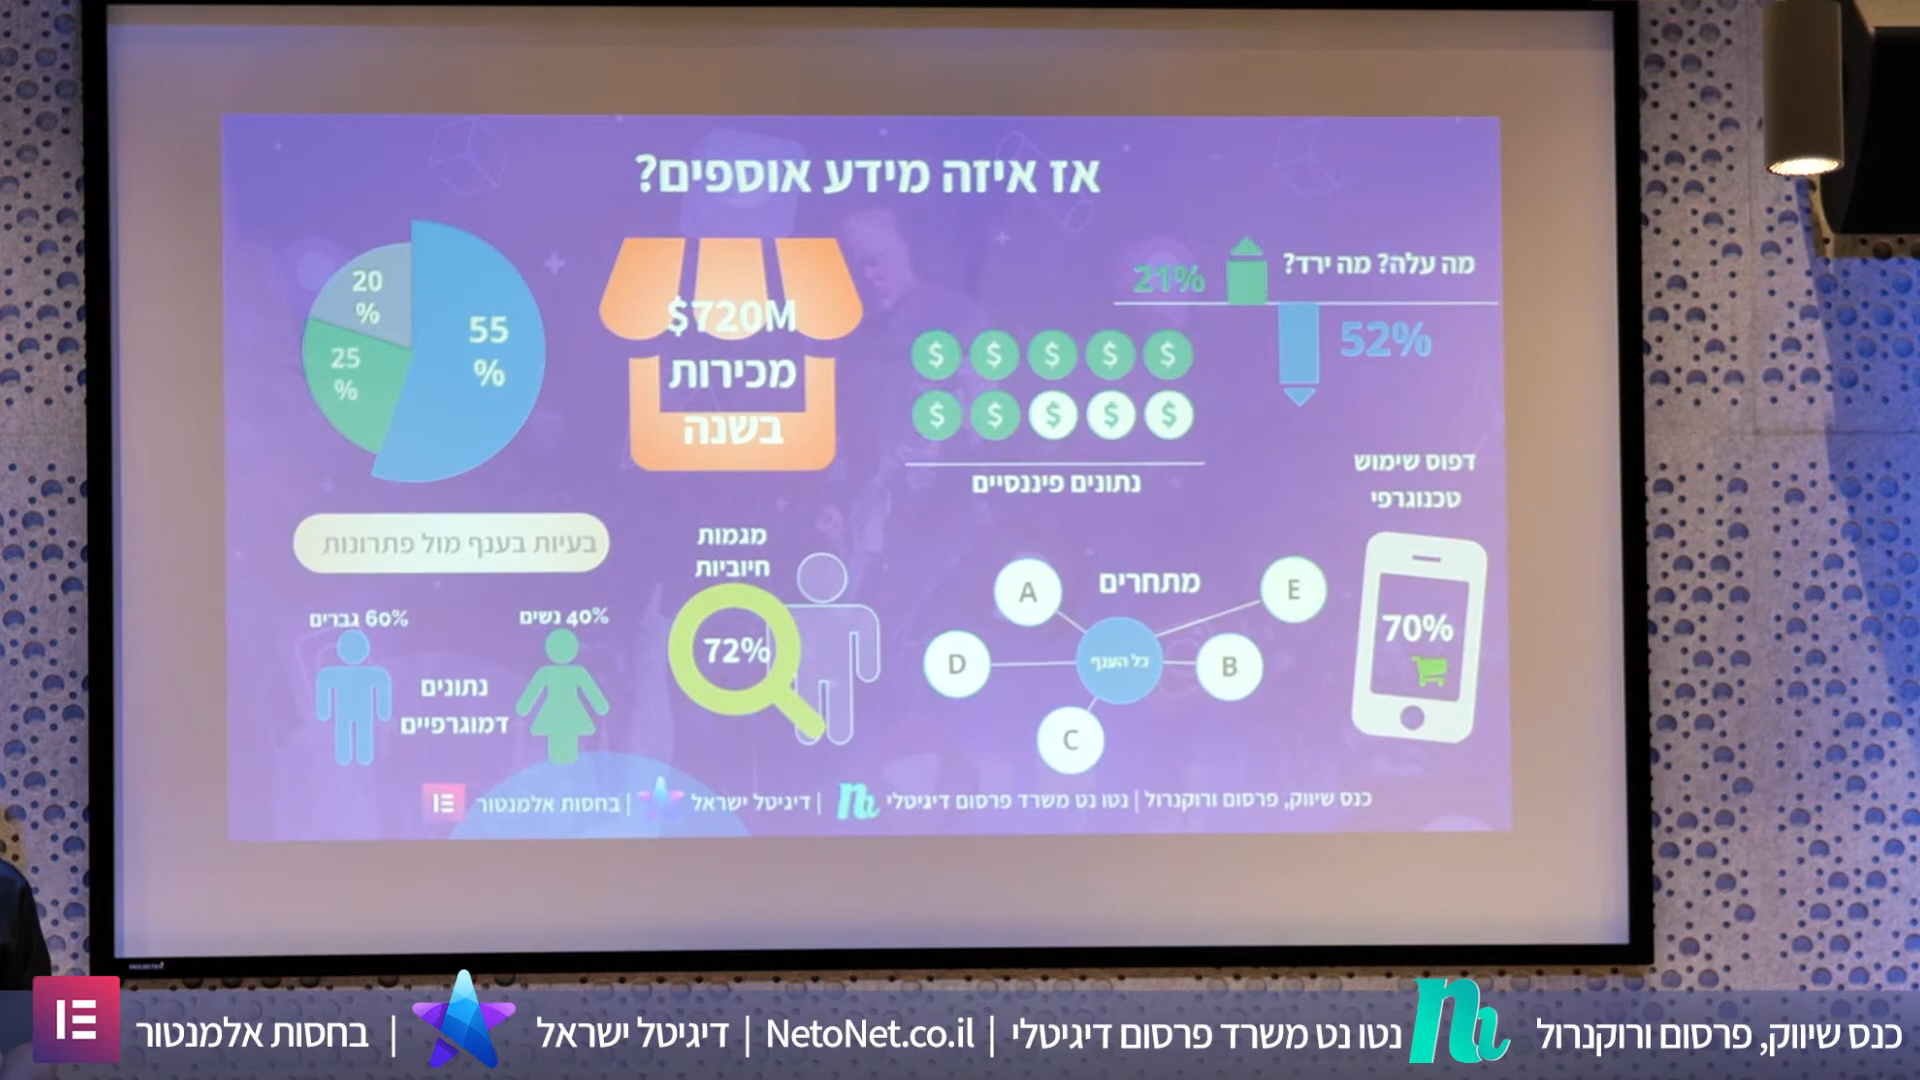 אז איזה מידע אוספים?
מה עלה? מה ירד?
21%
52%
$ $ $ $ $
$ $ $ $ $
נתונים פיננסיים
$720M
מכירות
בשנה
20
%
55
%
25
%
דפוס שימוש
טכנוגרפי
70%
מתחרים
A
E
D
כל הענף
B
C
מגמות
חיוביות
72%
בעיות בענף מול פתרונות
40% נשים
60% גברים
נתונים
דמוגרפיים
כנס שיווק, פרסום ורוקנרול | נטו נט משרד פרסום דיגיטלי | דיגיטל ישראל | בחסות אלמנטור
כנס שיווק, פרסום ורוקנרול נטו נט משרד פרסום דיגיטלי | NetoNet.co.il | דיגיטל ישראל | בחסות אלמנטור